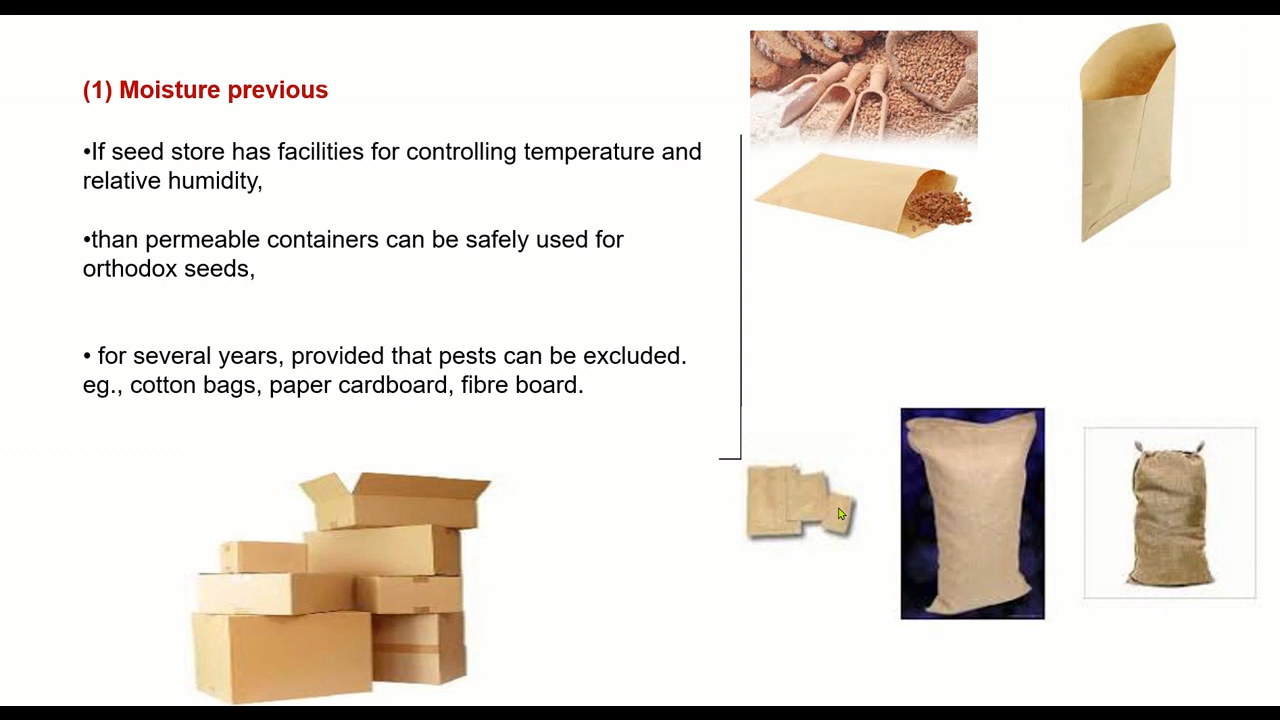 (1) Moisture previous
•If seed store has facilities for controlling temperature and
relative humidity,
•than permeable containers can be safely used for
orthodox seeds,
• for several years, provided that pests can be excluded.
eg., cotton bags, paper cardboard, fibre board.